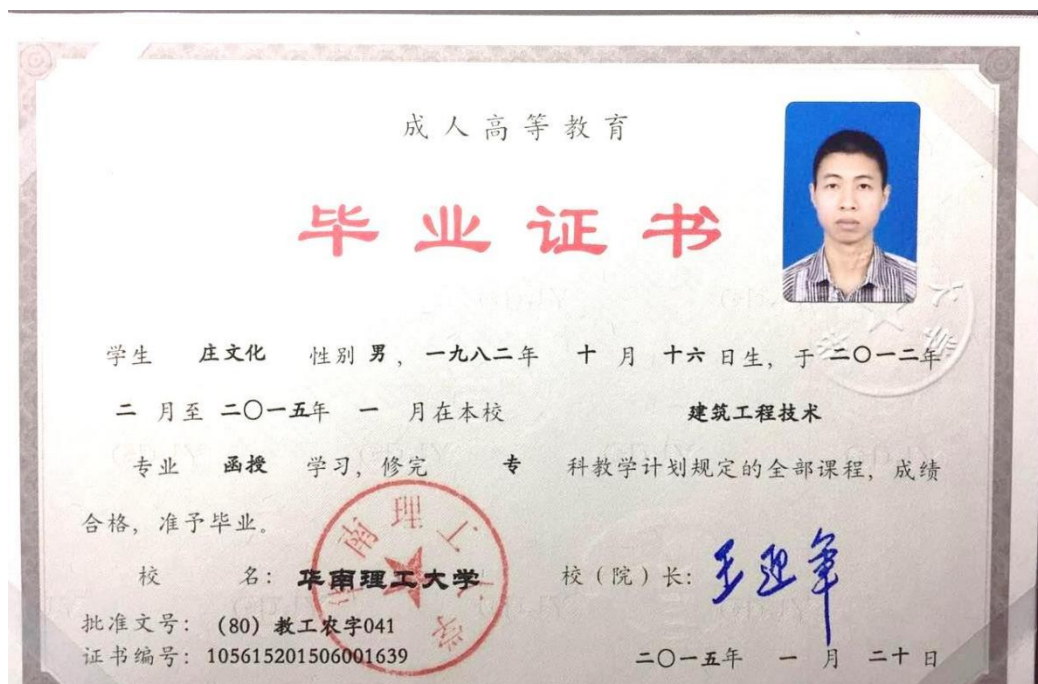 成人高等教育
毕业证书
学生 庄文化 性别 男，一九八二年 十 月 十六 日生，于 二〇一二年
二 月至 二〇一五年 一 月在本校 建筑工程技术
专业 函授 学习，修完 专 科教学计划规定的全部课程，成绩
合格，准予毕业。
校 名：华南理工大学 校（院）长：王迎军
批准文号：(80) 教工农字041
证书编号：105615201506001639 二〇一五年 一 月 二十 日